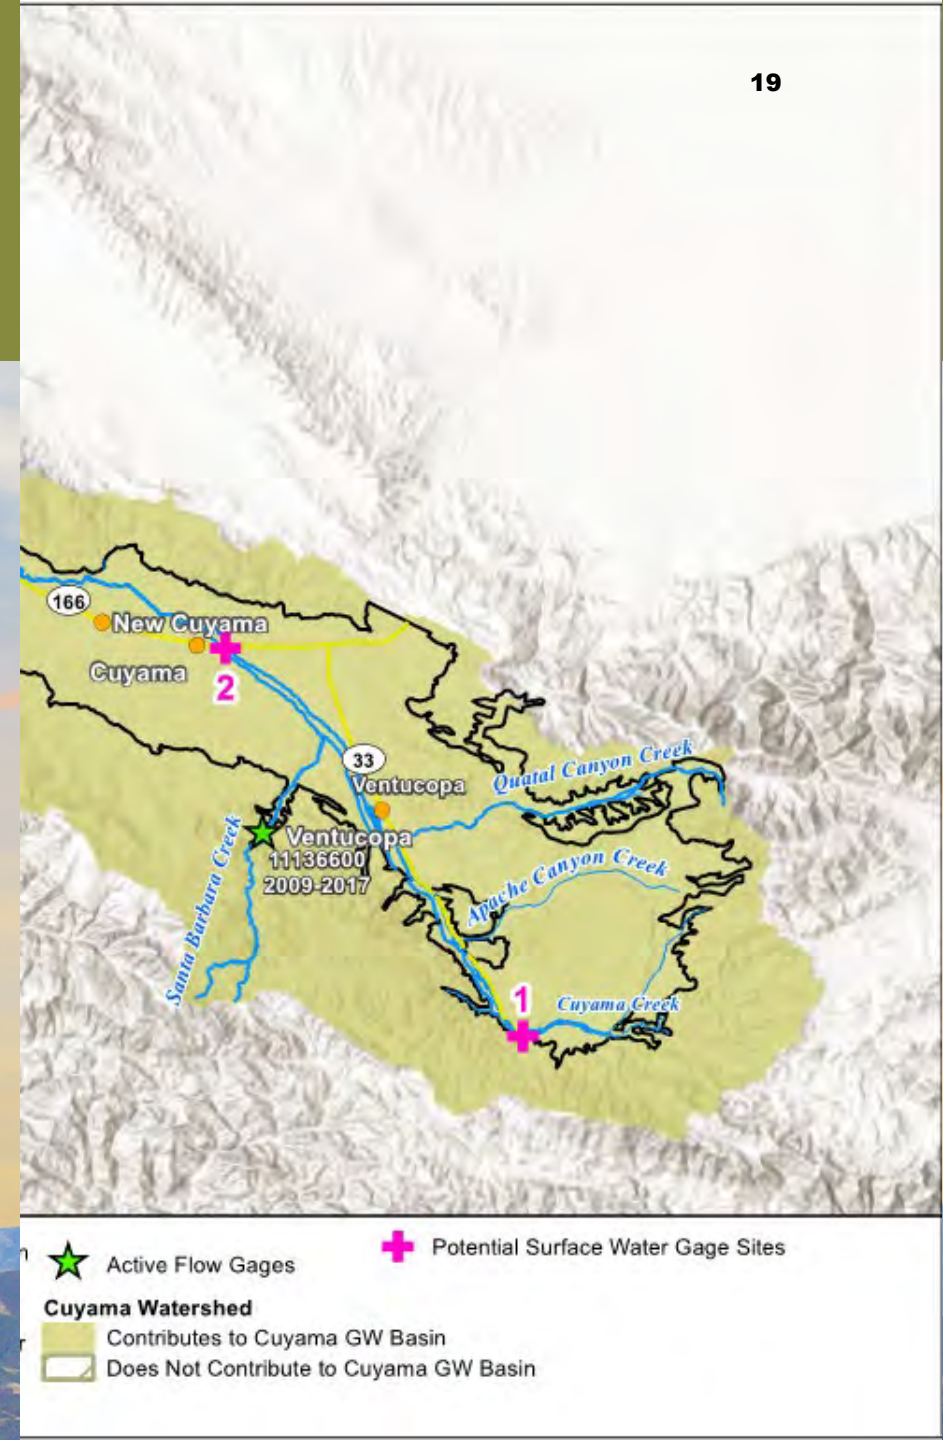 19
166
New Cuyama
Cuyama
2
33
Ventucopa
Quatal Canyon Creek
Ventucopa
11136600
2009-2017
Apache Canyon Creek
Santa Barbara Creek
1
Cuyama Creek
Active Flow Gages
Potential Surface Water Gage Sites
Cuyama Watershed
Contributes to Cuyama GW Basin
Does Not Contribute to Cuyama GW Basin